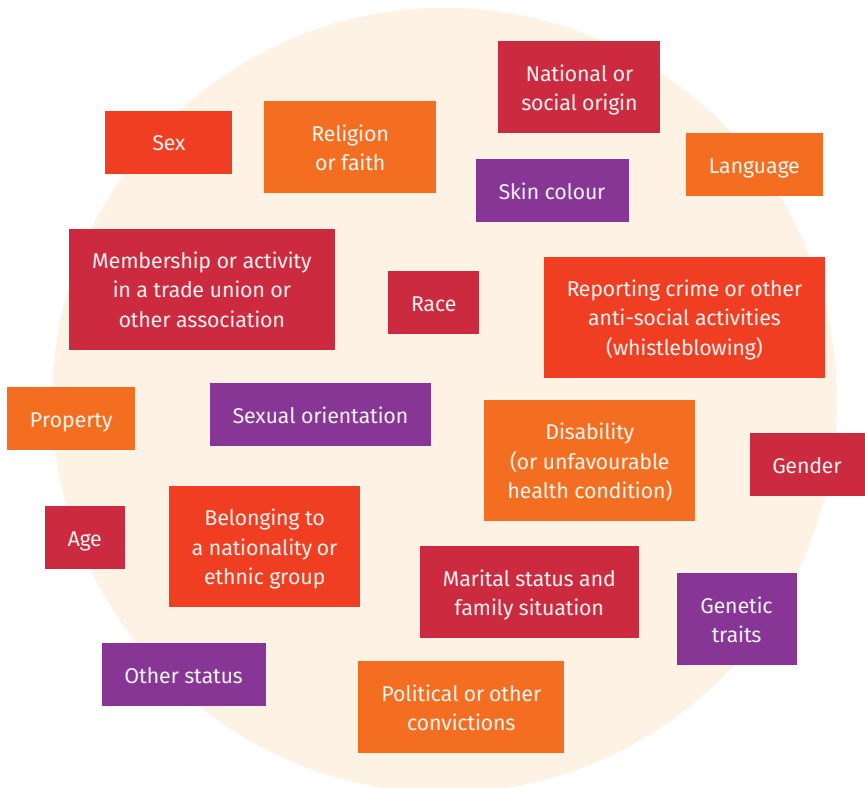 National or
social origin
Sex
Religion
or faith
Language
Skin colour
Membership or activity
in a trade union or
other association
Race
Reporting crime or other
anti-social activities
(whistleblowing)
Property
Sexual orientation
Disability
(or unfavourable
health condition)
Gender
Age
Belonging to
a nationality or
ethnic group
Marital status and
family situation
Genetic
traits
Other status
Political or other
convictions